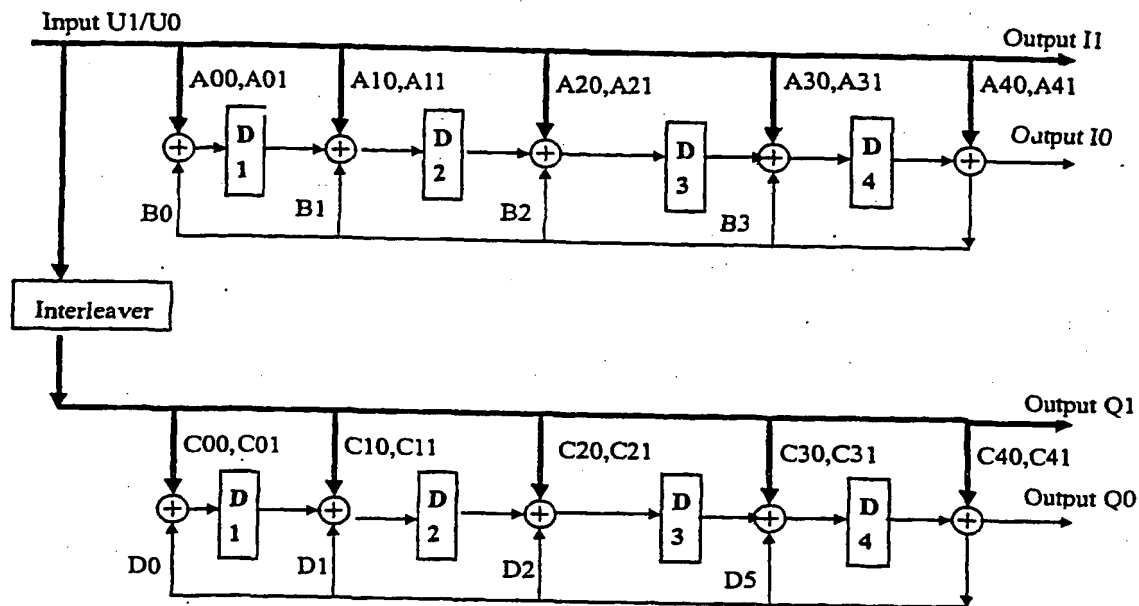 Input U1/U0
Output I1
A00,A01
A10,A11
A20,A21
A30,A31
A40,A41
Output I0
D
1
D
2
D
3
D
4
B0
B1
B2
B3
Interleaver
Output Q1
C00,C01
C10,C11
C20,C21
C30,C31
C40,C41
Output Q0
D
1
D
2
D
3
D
4
D0
D1
D2
D5